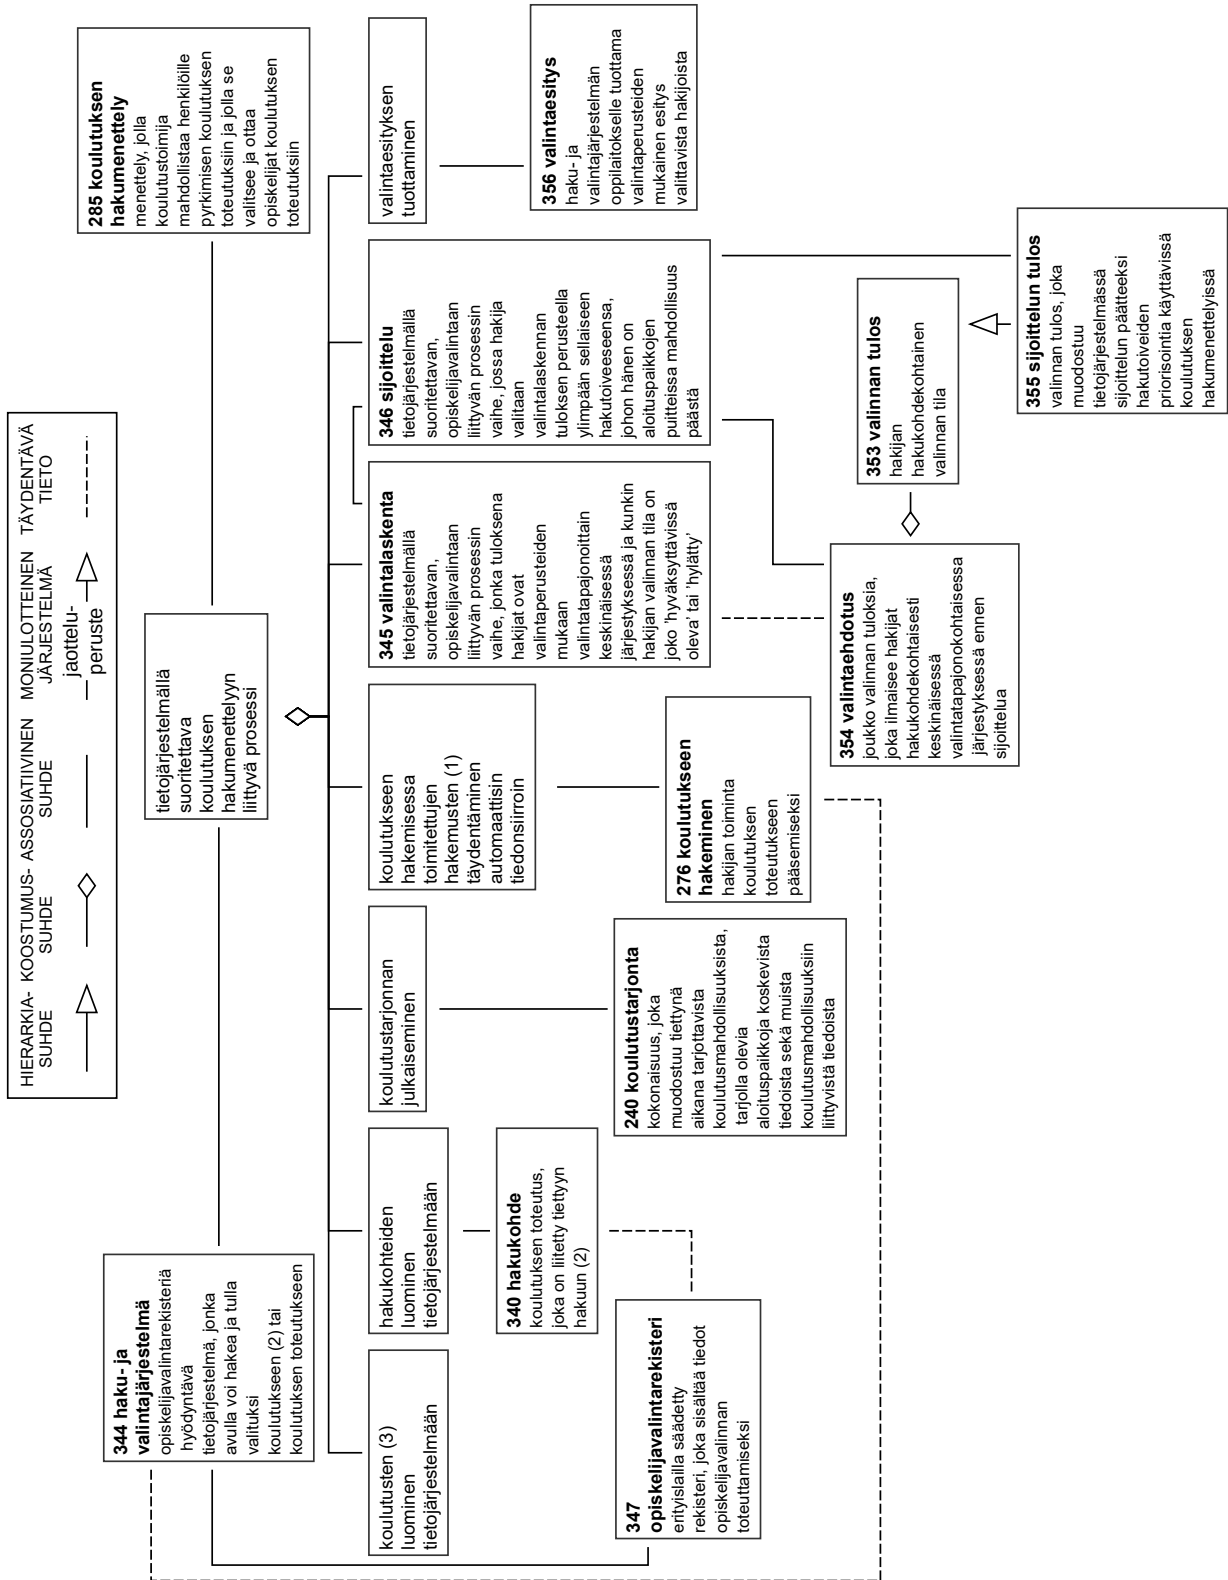 HIERARKIA-
SUHDE
KOOSTUMUS-
SUHDE
ASSOSIATIIVINEN
SUHDE
MONIULOTTEINEN
JÄRJESTELMÄ
jaottelu-
peruste
TÄYDENTÄVÄ
TIETO
344 haku- ja
valintajärjestelmä
opiskelijavalintarekisteriä
hyödyntävä
tietojärjestelmä, jonka
avulla voi hakea ja tulla
valituksi
koulutukseen (2) tai
koulutuksen toteutukseen
tietojärjestelmällä
suoritettava
koulutuksen
hakumenettelyyn
liittyvä prosessi
285 koulutuksen
hakumenettely
menettely, jolla
koulutustoimija
mahdollistaa henkilöille
pyrkimisen koulutuksen
toteutuksiin ja jolla se
valitsee ja ottaa
opiskelijat koulutuksen
toteutuksiin
koulutusten (3)
luominen
tietojärjestelmään
hakukohteiden
luominen
tietojärjestelmään
koulutustarjonnan
julkaiseminen
koulutukseen
hakemisessa
toimitettujen
hakemusten (1)
täydentäminen
automaattisin
tiedonsiirroin
345 valintalaskenta
tietojärjestelmällä
suoritettava,
opiskelijavalintaan
liittyvän prosessin
vaihe, jonka tuloksena
hakijat ovat
valintaperusteiden
mukaan
valintatapajonoittain
keskinäisessä
järjestyksessä ja kunkin
hakijan valinnan tila on
joko 'hyväksyttävissä
oleva' tai 'hylätty'
346 sijoittelu
tietojärjestelmällä
suoritettavan,
opiskelijavalintaan
liittyvän prosessin
vaihe, jossa hakija
valitaan
valintalaskennan
tuloksen perusteella
ylimpään sellaiseen
hakutoiveeseensa,
johon hänen on
aloituspaikkojen
puitteissa mahdollisuus
päästä
valintaesityksen
tuottaminen
340 hakukohde
koulutuksen toteutus,
joka on liitetty tiettyyn
hakuun (2)
356 valintaesitys
haku- ja
valintajärjestelmän
oppilaitokselle tuottama
valintaperusteiden
mukainen esitys
valittavista hakijoista
347
opiskelijavalintarekisteri
erityislailla säädetty
rekisteri, joka sisältää tiedot
opiskelijavalinnan
toteuttamiseksi
240 koulutustarjonta
kokonaisuus, joka
muodostuu tiettynä
aikana tarjottavista
koulutusmahdollisuuksista,
tarjolla olevia
aloituspaikkoja koskevista
tiedoista sekä muista
koulutusmahdollisuuksiin
liittyvistä tiedoista
276 koulutukseen
hakeminen
hakijan toiminta
koulutuksen
toteutukseen
pääsemiseksi
354 valintaehdotus
joukko valinnan tuloksia,
joka ilmaisee hakijat
hakukohdekohtaisesti
keskinäisessä
valintatapajonokohtaisessa
järjestyksessä ennen
sijoittelua
353 valinnan tulos
hakijan
hakukohdekohtainen
valinnan tila
355 sijoittelun tulos
valinnan tulos, joka
muodostuu
tietojärjestelmässä
sijoittelun päätteeksi
hakutoiveiden
priorisointia käyttävissä
koulutuksen
hakumenettelyissä